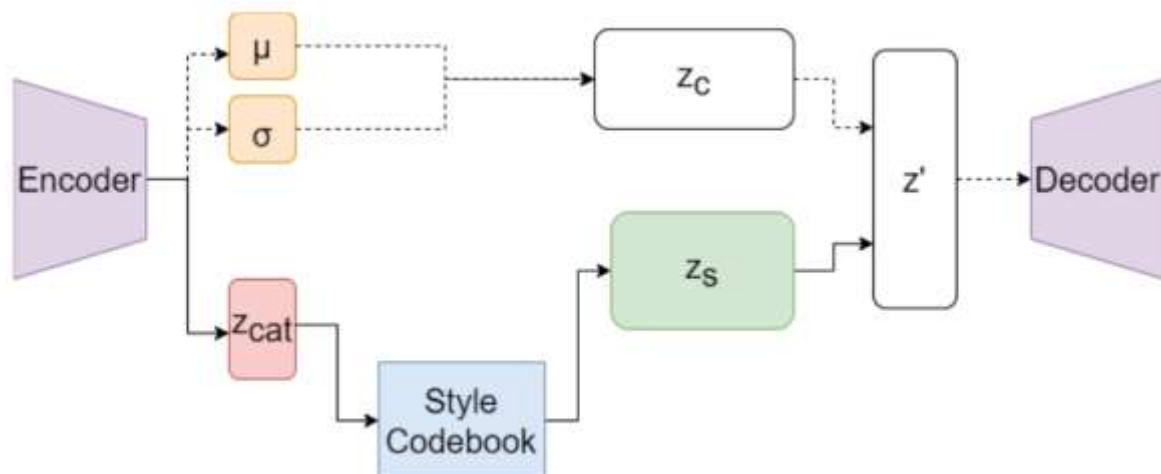 Encoder
μ
σ
z_cat
Style
Codebook
z_c
z_s
z'
Decoder